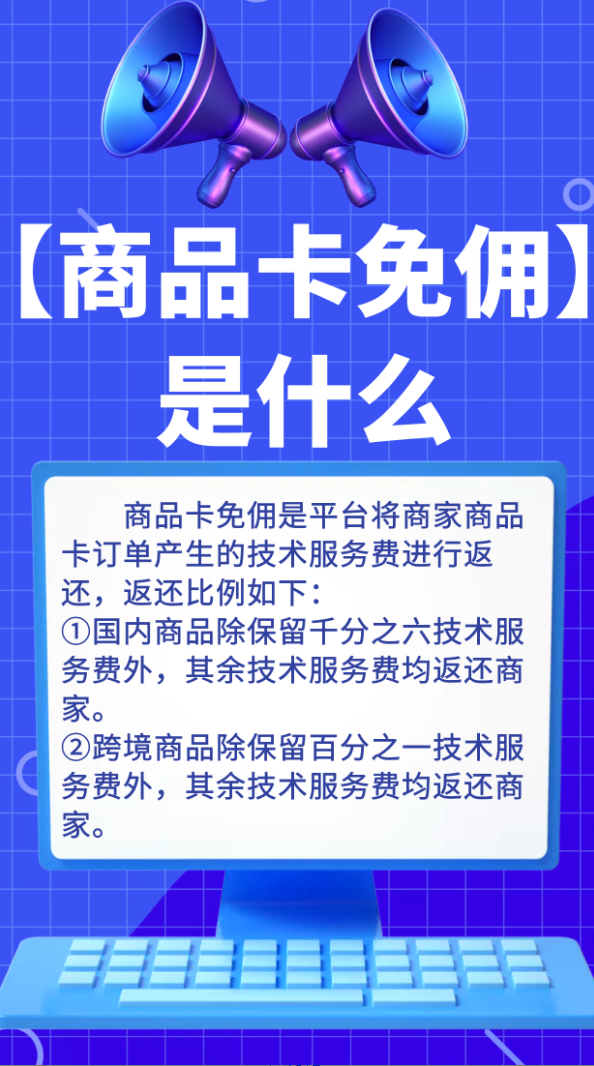 【商品卡免佣】
是什么
商品卡免佣是平台将商家商品
卡订单产生的技术服务费进行返
还，返还比例如下：
①国内商品除保留千分之六技术服
务费外，其余技术服务费均返还商
家。
②跨境商品除保留百分之一技术服
务费外，其余技术服务费均返还商
家。